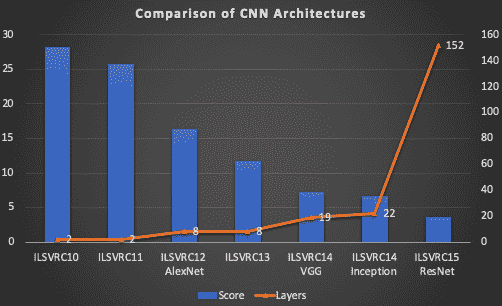 Comparison of CNN Architectures
30
25
20
15
10
5
0
160
140
120
100
80
60
40
20
0
2
2
8
8
19
22
152
ILSVRC10
ILSVRC11
ILSVRC12
AlexNet
ILSVRC13
ILSVRC14
VGG
ILSVRC14
Inception
ILSVRC15
ResNet
Score
Layers